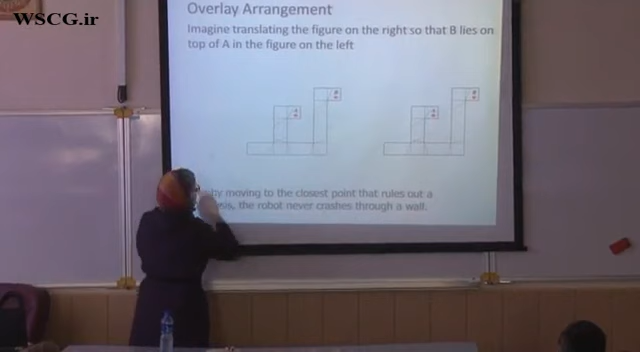 WSCG.ir
Overlay Arrangement
Imagine translating the figure on the right so that B lies on
top of A in the figure on the left
by moving to the closest point that rules out a
the robot never crashes through a wall.